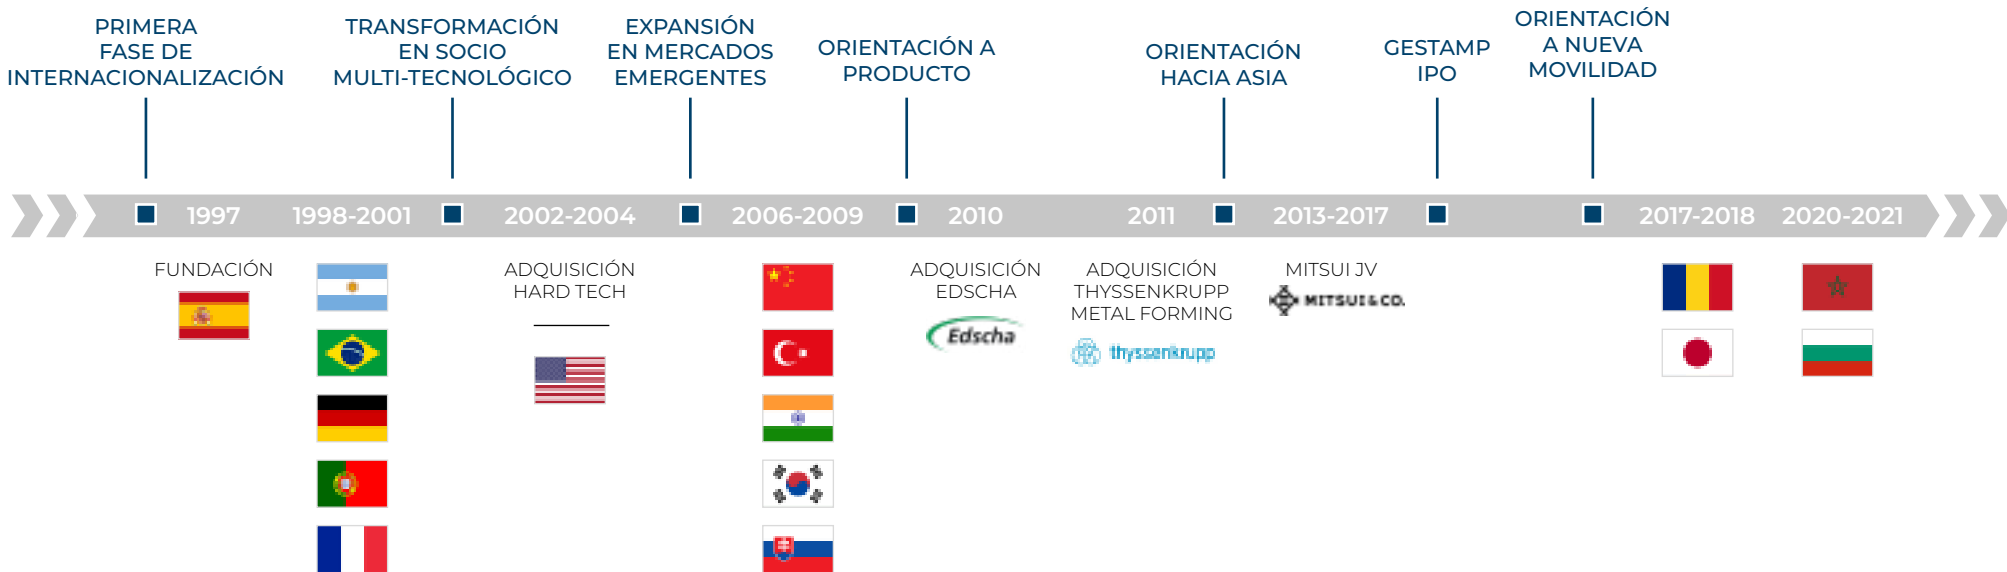 PRIMERA
FASE DE
INTERNACIONALIZACIÓN
TRANSFORMACIÓN
EN SOCIO
MULTI-TECNOLÓGICO
EXPANSIÓN
EN MERCADOS
EMERGENTES
ORIENTACIÓN A
PRODUCTO
ORIENTACIÓN
HACIA ASIA
GESTAMP
IPO
ORIENTACIÓN
A NUEVA
MOVILIDAD
1997
1998-2001
2002-2004
2006-2009
2010
2011
2013-2017
2017-2018
2020-2021
FUNDACIÓN
ADQUISICIÓN
HARD TECH
ADQUISICIÓN
EDSCHA
Edscha
ADQUISICIÓN
THYSSENKRUPP
METAL FORMING
thyssenkrupp
MITSUI JV
MITSUI & CO.